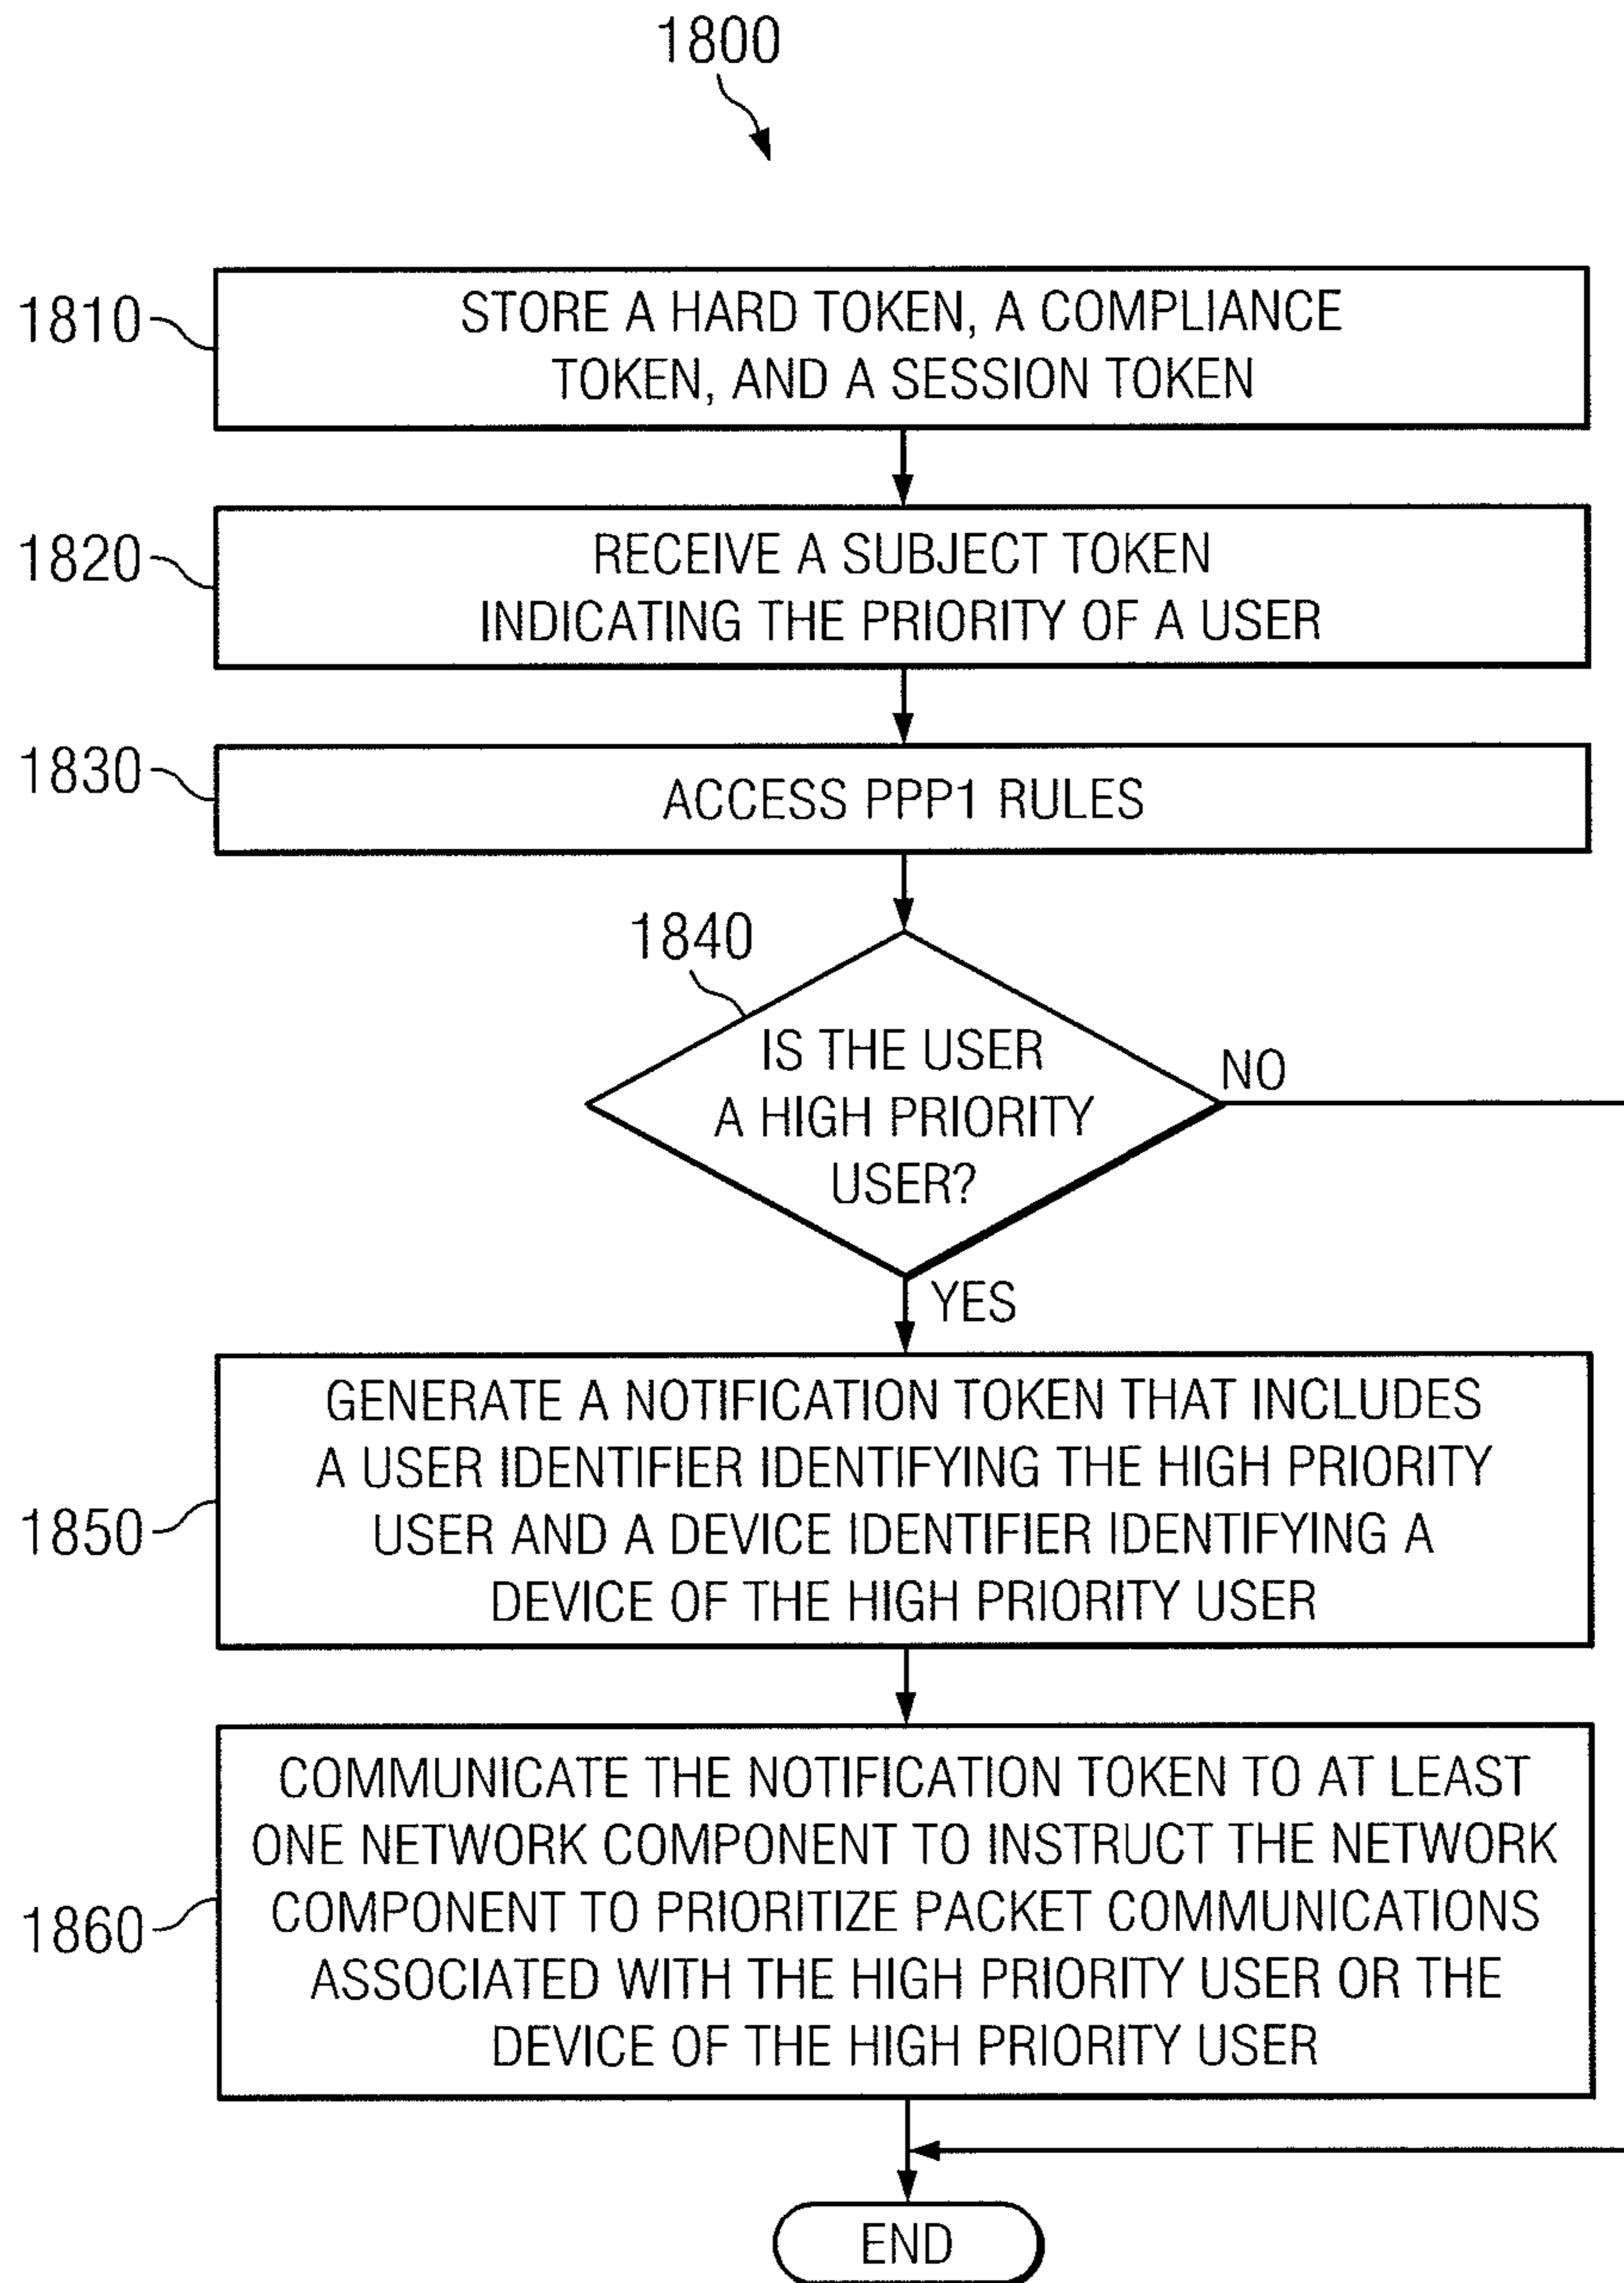 1800
1810
STORE A HARD TOKEN, A COMPLIANCE
TOKEN, AND A SESSION TOKEN
1820
RECEIVE A SUBJECT TOKEN
INDICATING THE PRIORITY OF A USER
1830
ACCESS PPP1 RULES
1840
IS THE USER
A HIGH PRIORITY
USER?
NO
YES
1850
GENERATE A NOTIFICATION TOKEN THAT INCLUDES
A USER IDENTIFIER IDENTIFYING THE HIGH PRIORITY
USER AND A DEVICE IDENTIFIER IDENTIFYING A
DEVICE OF THE HIGH PRIORITY USER
1860
COMMUNICATE THE NOTIFICATION TOKEN TO AT LEAST
ONE NETWORK COMPONENT TO INSTRUCT THE NETWORK
COMPONENT TO PRIORITIZE PACKET COMMUNICATIONS
ASSOCIATED WITH THE HIGH PRIORITY USER OR THE
DEVICE OF THE HIGH PRIORITY USER
END